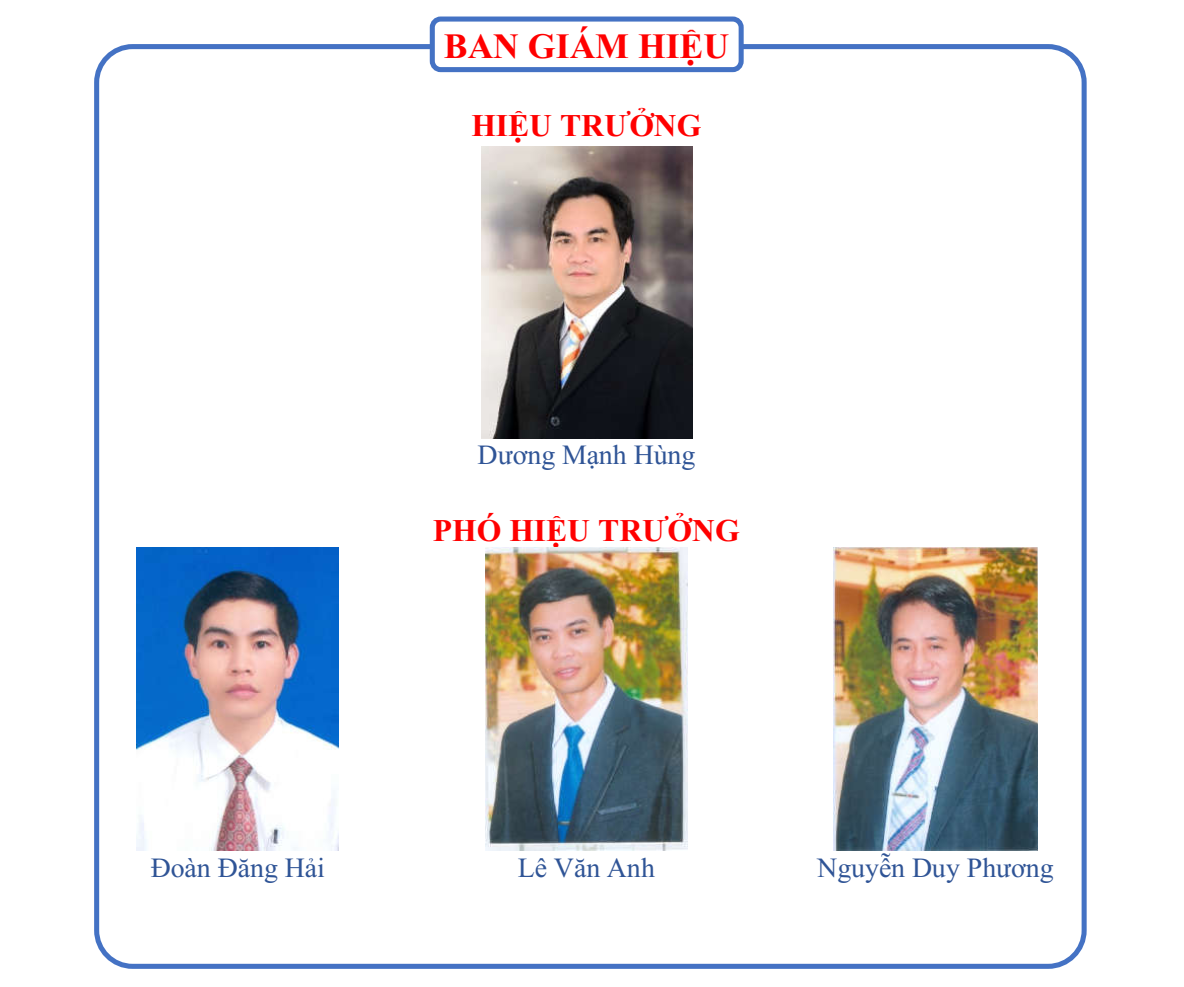 BAN GIÁM HIỆU
HIỆU TRƯỞNG
Dương Mạnh Hùng
PHÓ HIỆU TRƯỞNG
Đoàn Đăng Hải
Lê Văn Anh
Nguyễn Duy Phương